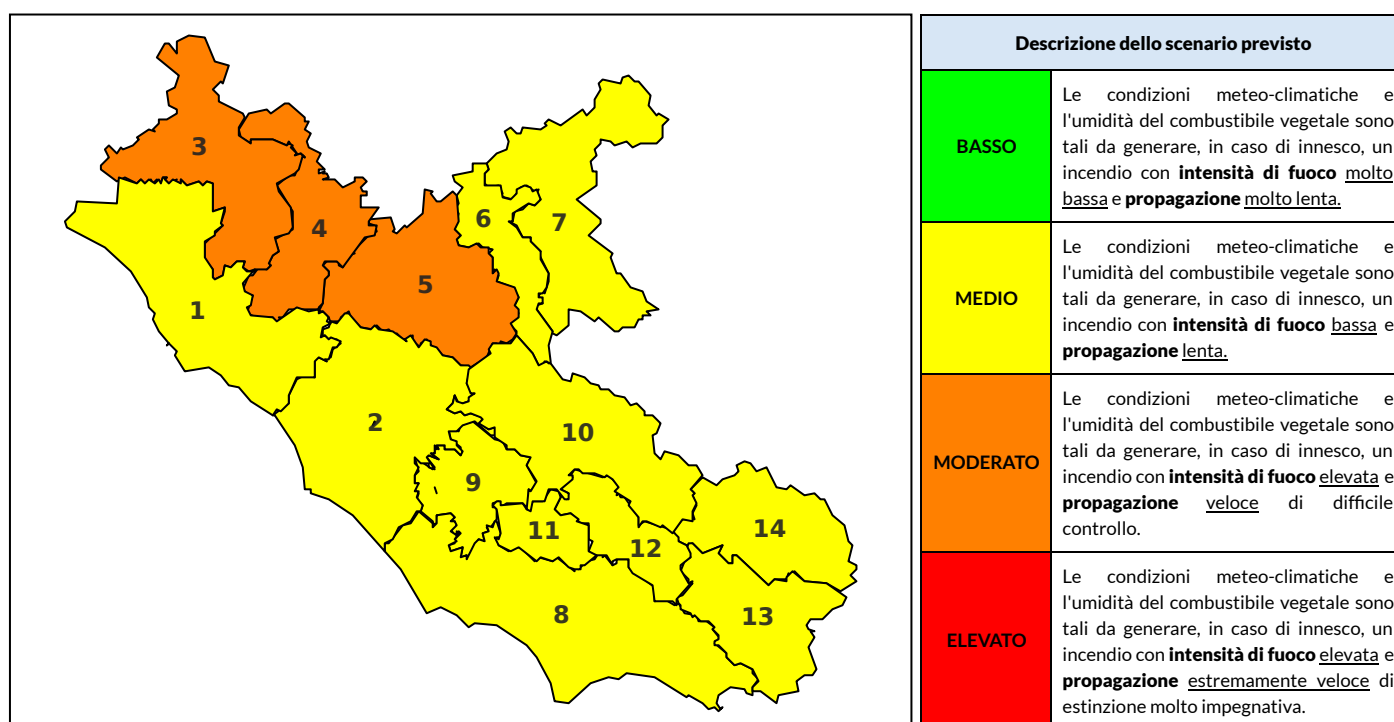 3
4
6
7
5
1
2
10
9
11
12
14
8
13
Descrizione dello scenario previsto
BASSO
Le condizioni meteo-climatiche e
l'umidità del combustibile vegetale sono
tali da generare, in caso di innesco, un
incendio con intensità di fuoco molto
bassa e propagazione molto lenta.
MEDIO
Le condizioni meteo-climatiche e
l'umidità del combustibile vegetale sono
tali da generare, in caso di innesco, un
incendio con intensità di fuoco bassa e
propagazione lenta.
MODERATO
Le condizioni meteo-climatiche e
l'umidità del combustibile vegetale sono
tali da generare, in caso di innesco, un
incendio con intensità di fuoco elevata e
propagazione veloce di difficile
controllo.
ELEVATO
Le condizioni meteo-climatiche e
l'umidità del combustibile vegetale sono
tali da generare, in caso di innesco, un
incendio con intensità di fuoco elevata e
propagazione estremamente veloce di
estinzione molto impegnativa.